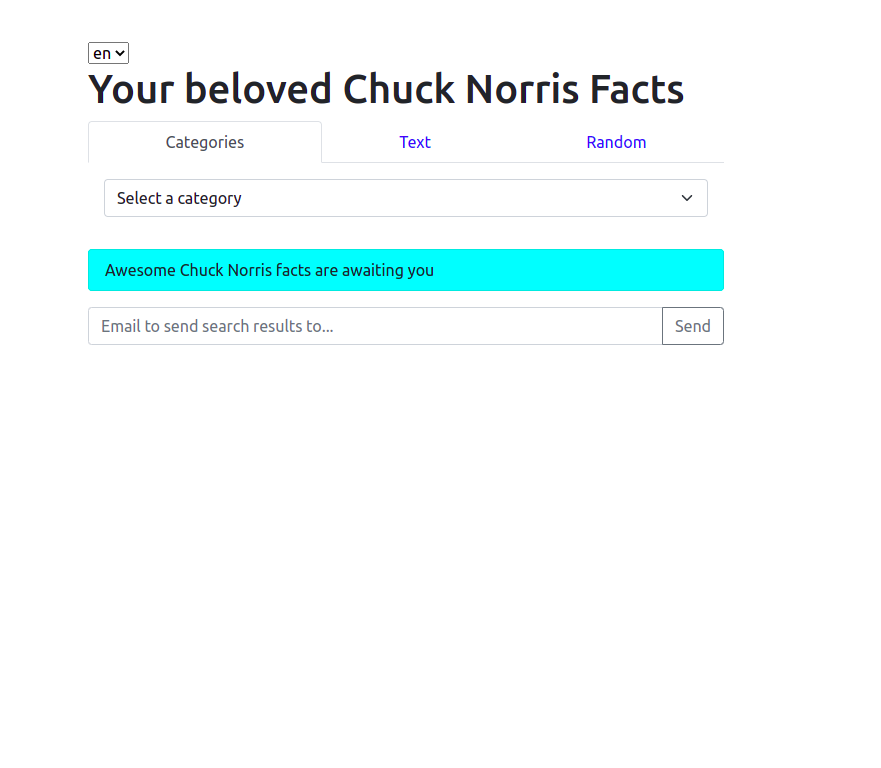 en
Your beloved Chuck Norris Facts
Categories Text Random
Select a category
Awesome Chuck Norris facts are awaiting you
Email to send search results to... Send